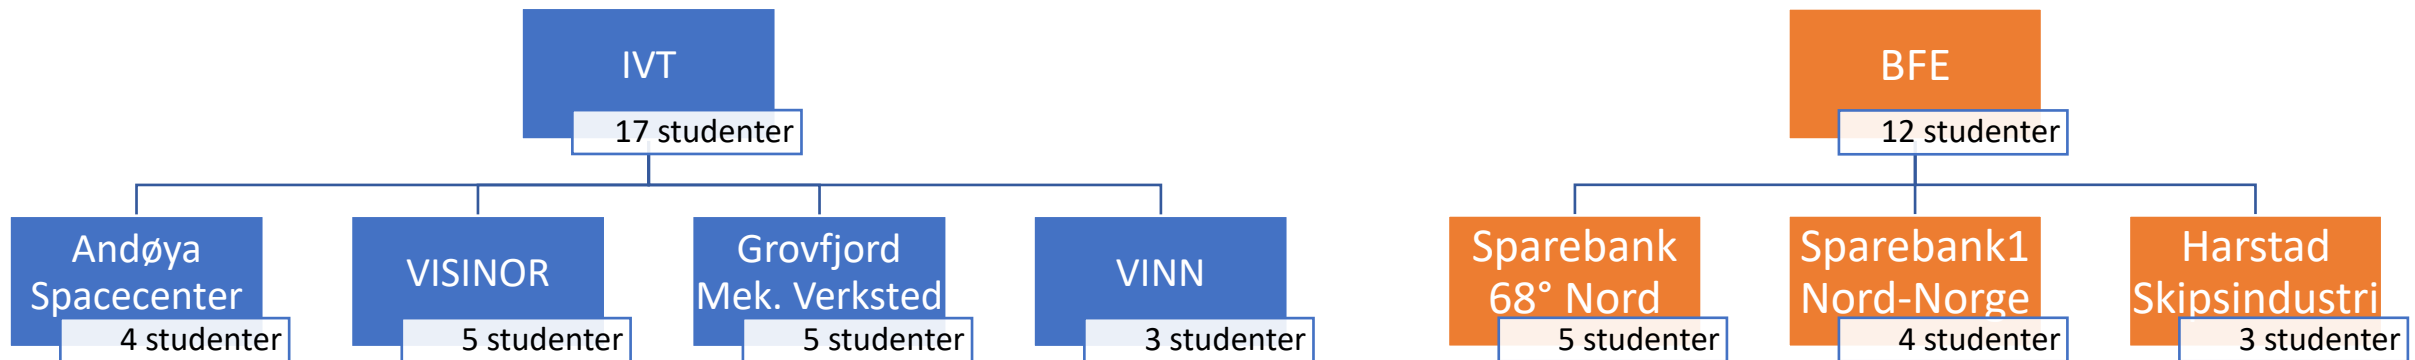 IVT
17 studenter
BFE
12 studenter
Andøya
Spacecenter
4 studenter
VISINOR
5 studenter
Grovfjord
Mek. Verksted
5 studenter
VINN
3 studenter
Sparebank
68° Nord
5 studenter
Sparebank1
Nord-Norge
4 studenter
Harstad
Skipsindustri
3 studenter